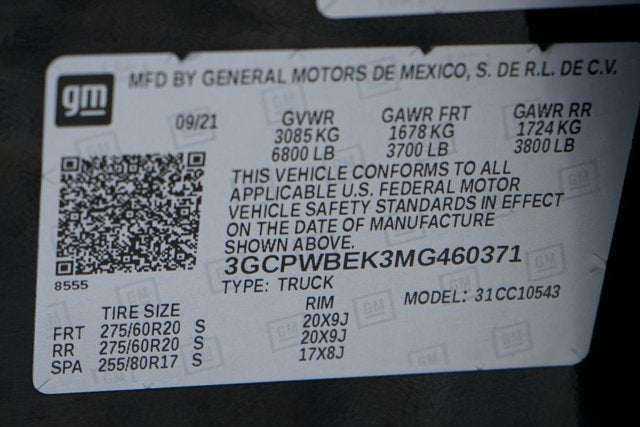 gm
MFD BY GENERAL MOTORS DE MEXICO, S. DE R.L. DE C.V.
09/21 GVWR GAWR FRT GAWR RR
3085 KG 1678 KG 1724 KG
6800 LB 3700 LB 3800 LB
THIS VEHICLE CONFORMS TO ALL
APPLICABLE U.S. FEDERAL MOTOR
VEHICLE SAFETY STANDARDS IN EFFECT
ON THE DATE OF MANUFACTURE
SHOWN ABOVE.
3GCPWBEK3MG460371
8555
TYPE: TRUCK MODEL: 31CC10543
TIRE SIZE RIM
FRT 275/60R20 S 20X9J
RR 275/60R20 S 20X9J
SPA 255/80R17 S 17X8J